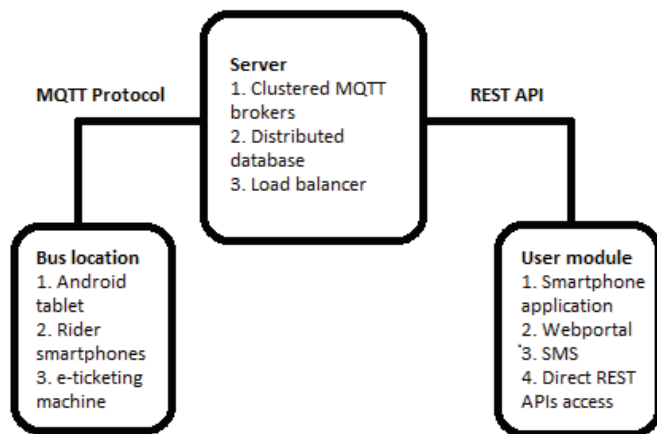 Server
1. Clustered MQTT
brokers
2. Distributed
database
3. Load balancer
MQTT Protocol
REST API
Bus location
1. Android
tablet
2. Rider
smartphones
3. e-ticketing
machine
User module
1. Smartphone
application
2. Webportal
3. SMS
4. Direct REST
APIs access